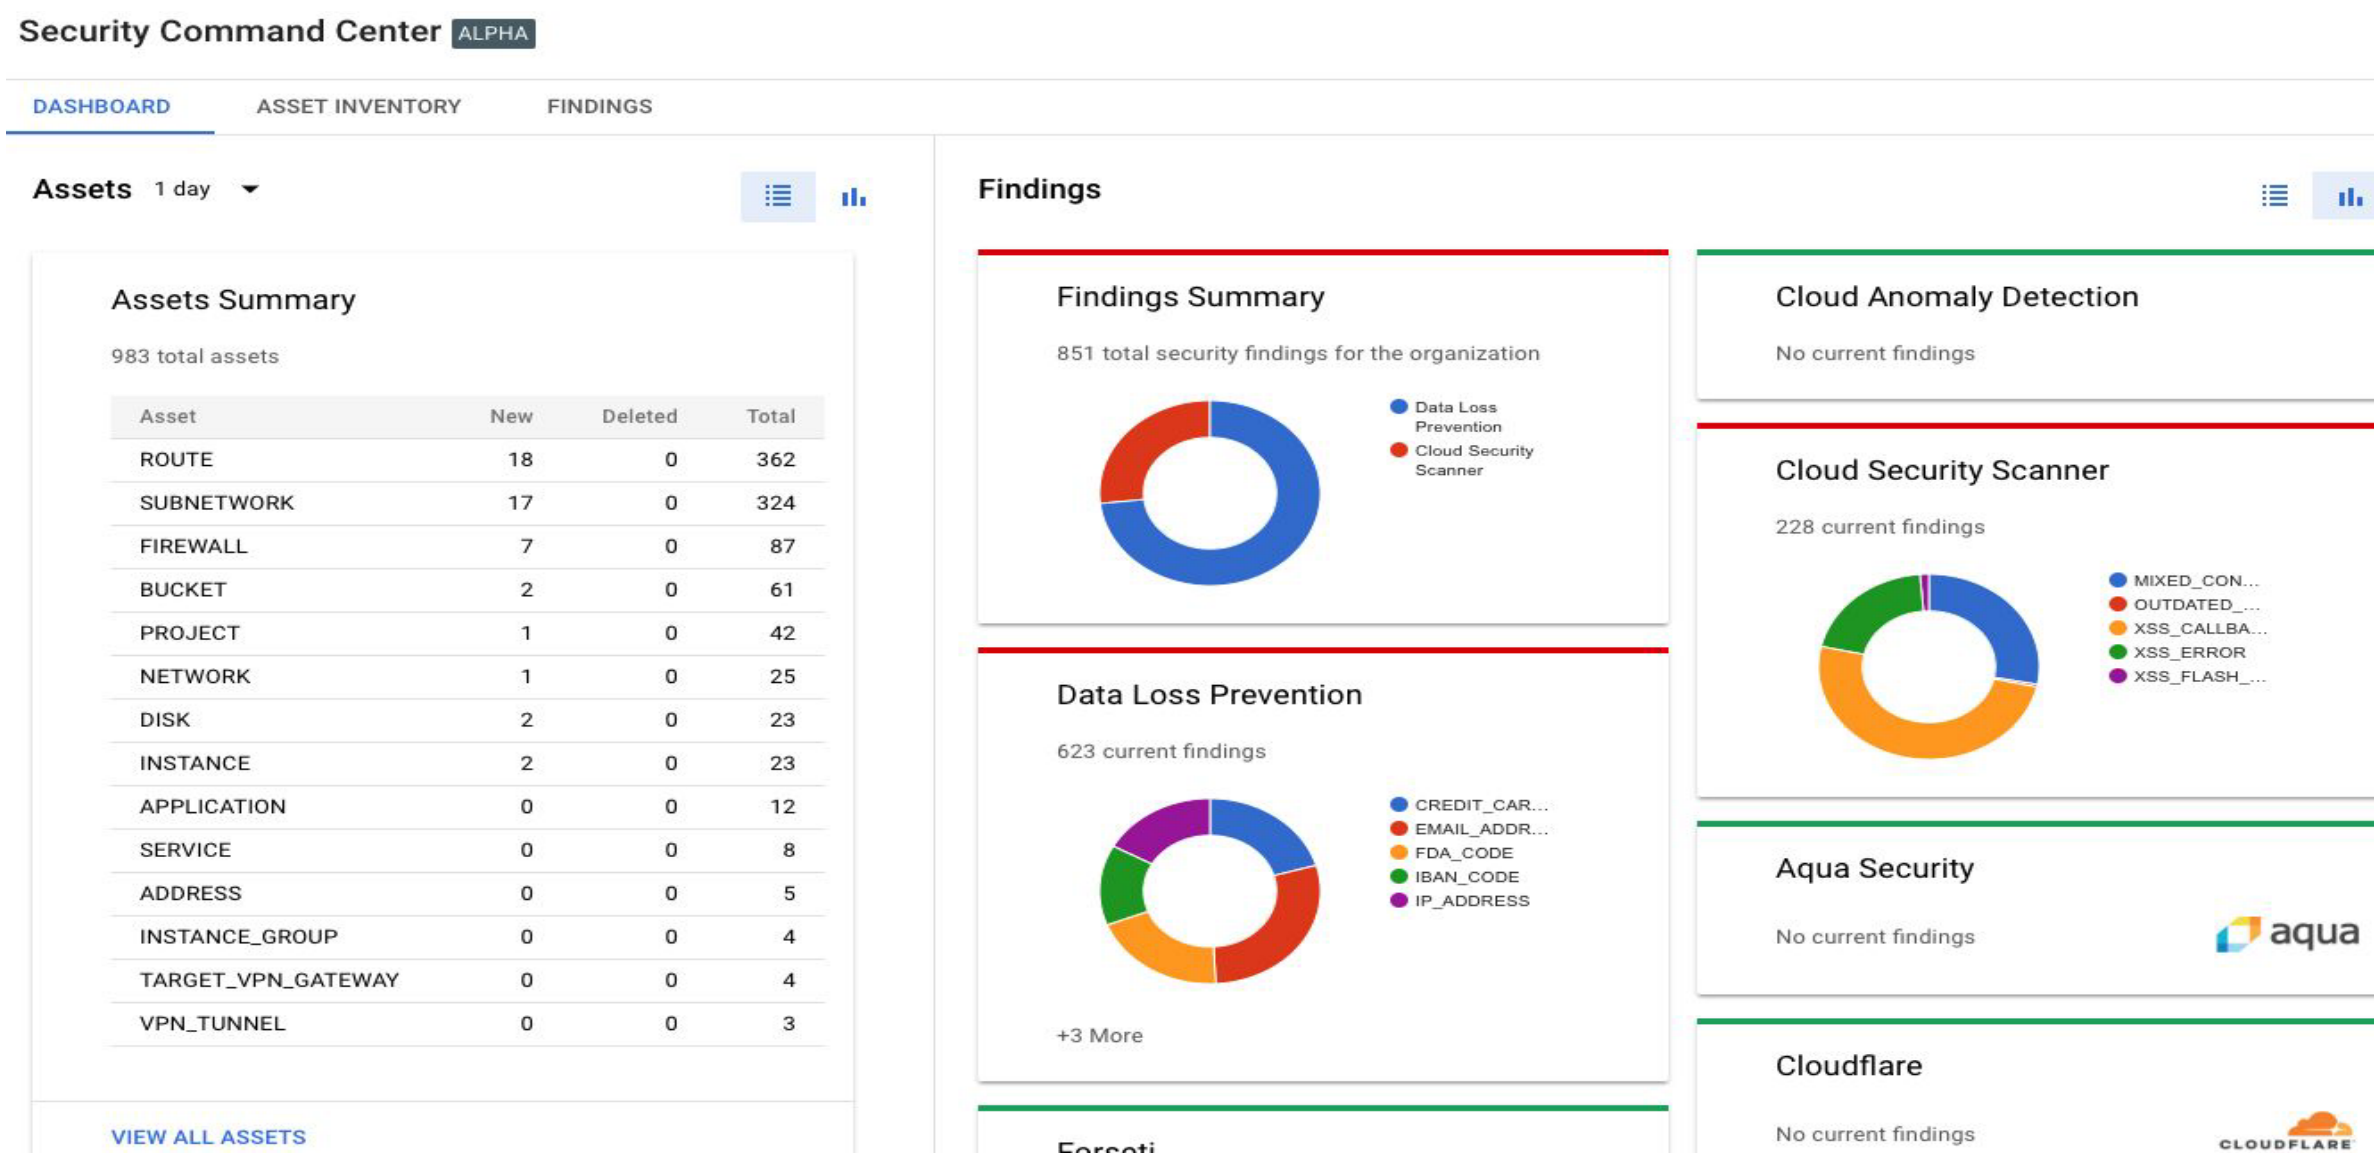 Security Command Center ALPHA
DASHBOARD ASSET INVENTORY FINDINGS
Assets 1 day
Assets Summary
983 total assets
Asset New Deleted Total
ROUTE 18 0 362
SUBNETWORK 17 0 324
FIREWALL 7 0 87
BUCKET 2 0 61
PROJECT 1 0 42
NETWORK 1 0 25
DISK 2 0 23
INSTANCE 2 0 23
APPLICATION 0 0 12
SERVICE 0 0 8
ADDRESS 0 0 5
INSTANCE_GROUP 0 0 4
TARGET_VPN_GATEWAY 0 0 4
VPN_TUNNEL 0 0 3
VIEW ALL ASSETS
Findings
Findings Summary
851 total security findings for the organization
Data Loss
Prevention
Cloud Security
Scanner
Data Loss Prevention
623 current findings
CREDIT_CAR...
EMAIL_ADDR...
FDA_CODE
IBAN_CODE
IP_ADDRESS
+3 More
Forseti
Cloud Anomaly Detection
No current findings
Cloud Security Scanner
228 current findings
MIXED_CON...
OUTDATED_...
XSS_CALLBA...
XSS_ERROR
XSS_FLASH_...
Aqua Security
No current findings
aqua
Cloudflare
No current findings
CLOUDFLARE